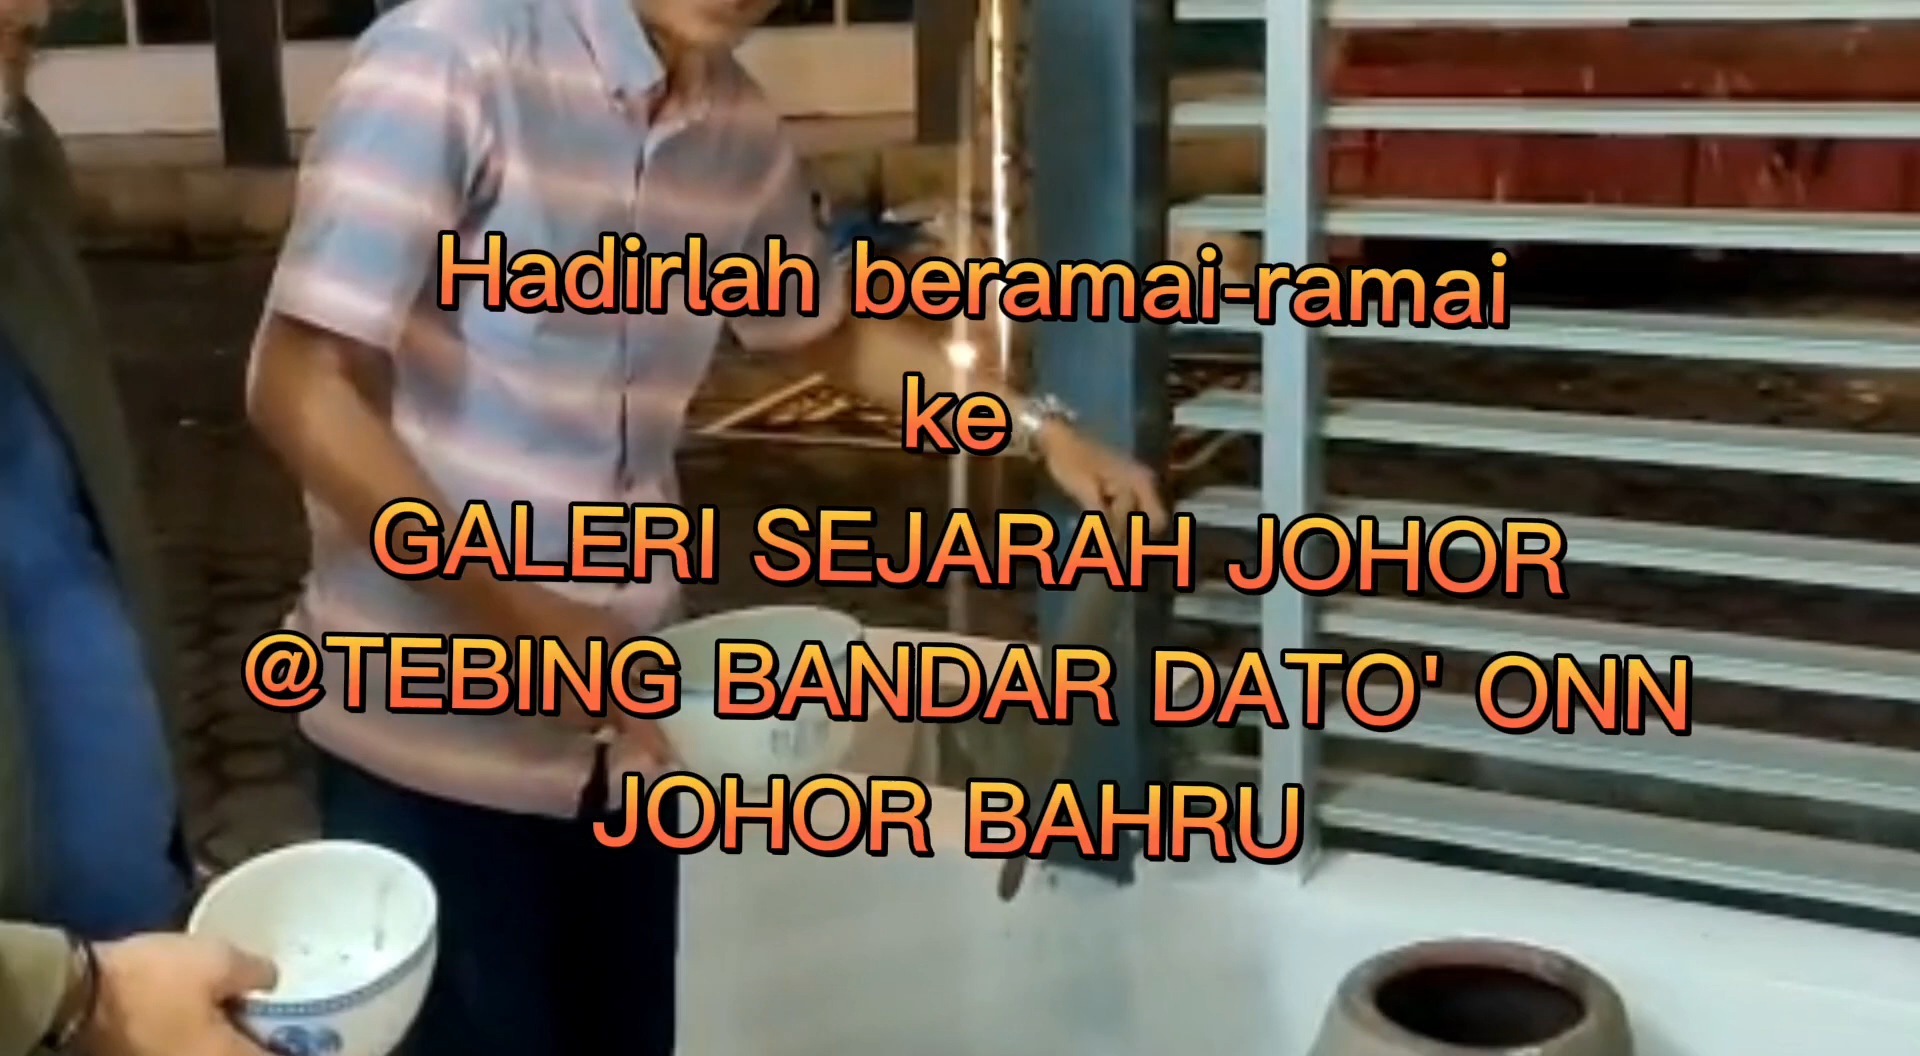 Hadirlah beramai-ramai
ke
GALERI SEJARAH JOHOR
@TEBING BANDAR DATO' ONN
JOHOR BAHRU